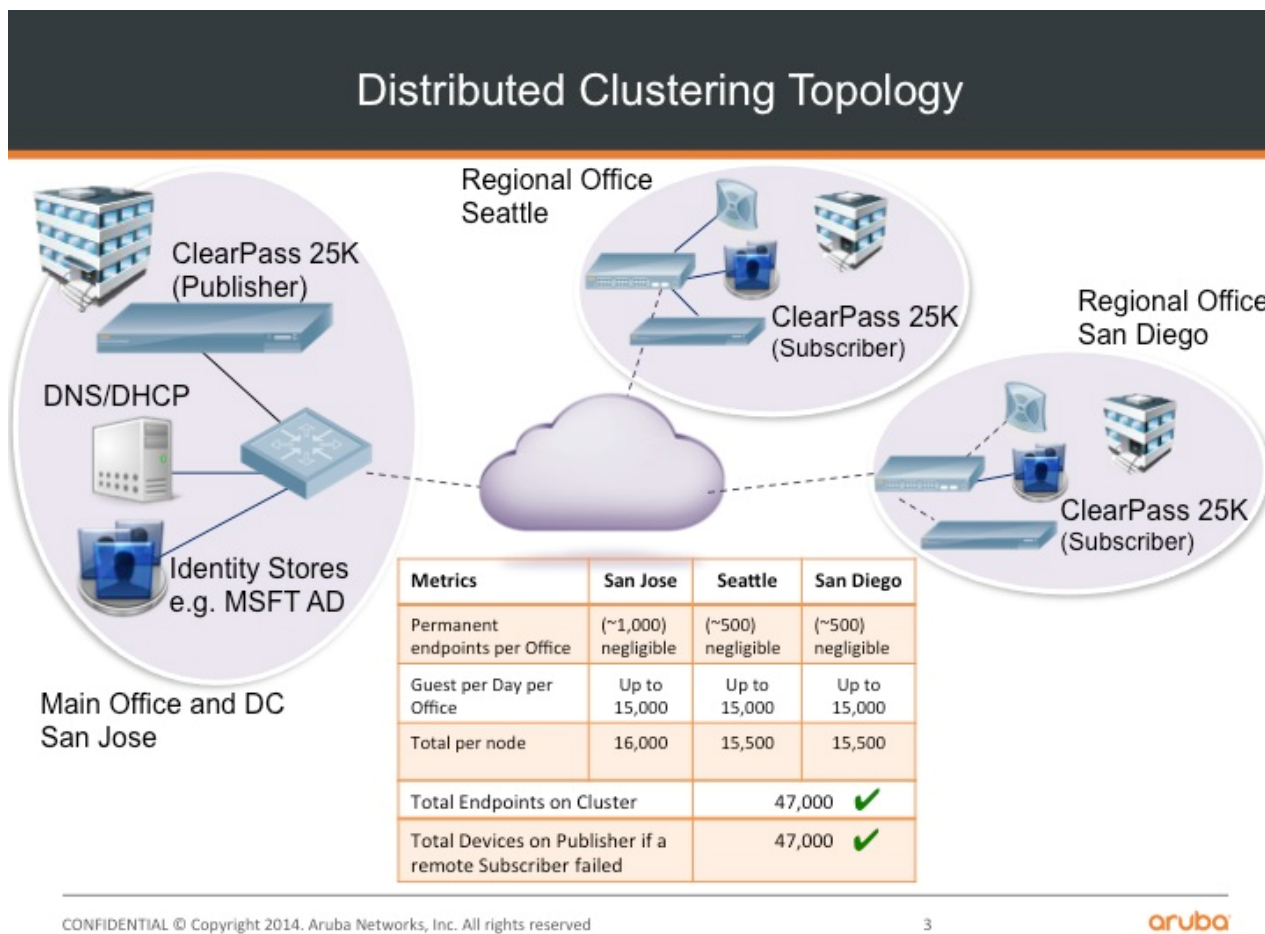 Distributed Clustering Topology
Regional Office
Seattle
ClearPass 25K
(Publisher)
ClearPass 25K
(Subscriber)
Regional Office
San Diego
DNS/DHCP
ClearPass 25K
(Subscriber)
Identity Stores
e.g. MSFT AD
Main Office and DC
San Jose
Metrics San Jose Seattle San Diego
Permanent endpoints per Office (~1,000) negligible (~500) negligible (~500) negligible
Guest per Day per Office Up to 15,000 Up to 15,000 Up to 15,000
Total per node 16,000 15,500 15,500
Total Endpoints on Cluster 47,000 ✔
Total Devices on Publisher if a remote Subscriber failed 47,000 ✔
CONFIDENTIAL © Copyright 2014. Aruba Networks, Inc. All rights reserved
3
aruba